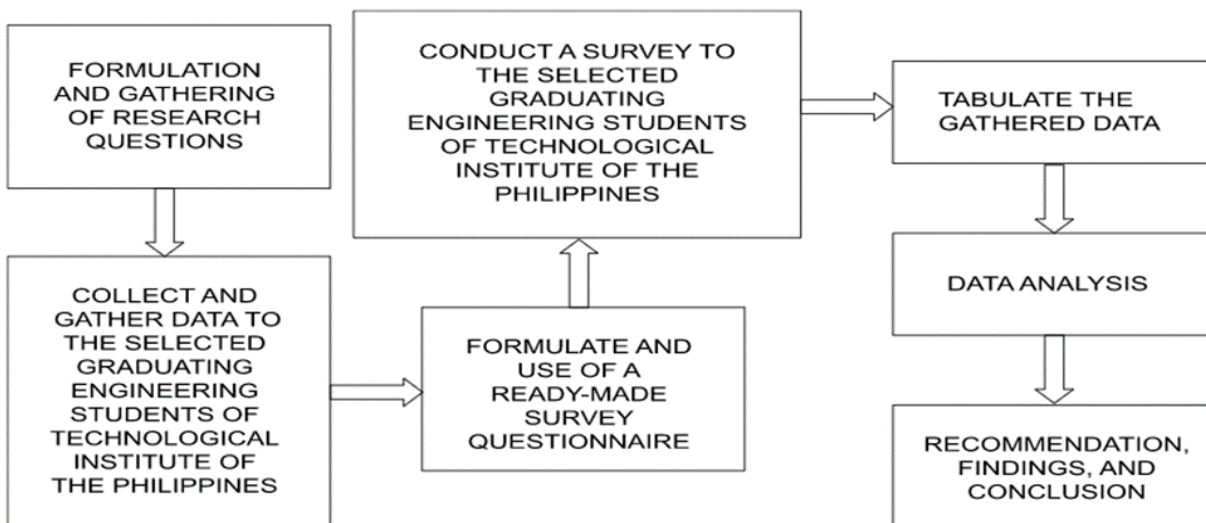 FORMULATION
AND GATHERING
OF RESEARCH
QUESTIONS
COLLECT AND
GATHER DATA TO
THE SELECTED
GRADUATING
ENGINEERING
STUDENTS OF
TECHNOLOGICAL
INSTITUTE OF
THE PHILIPPINES
FORMULATE AND
USE OF A
READY-MADE
SURVEY
QUESTIONNAIRE
CONDUCT A SURVEY TO
THE SELECTED
GRADUATING
ENGINEERING STUDENTS
OF TECHNOLOGICAL
INSTITUTE OF THE
PHILIPPINES
TABULATE THE
GATHERED DATA
DATA ANALYSIS
RECOMMENDATION,
FINDINGS, AND
CONCLUSION